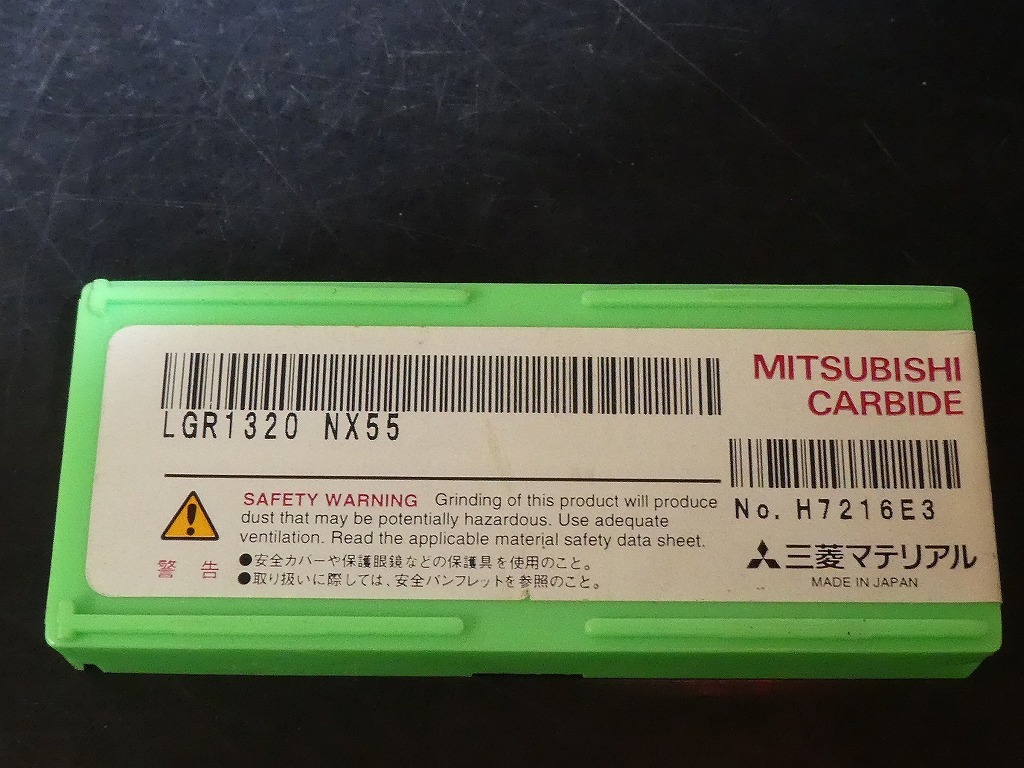 LGR1320 NX55
MITSUBISHI
CARBIDE
No. H7216E3
SAFETY WARNING Grinding of this product will produce
dust that may be potentially hazardous. Use adequate
ventilation. Read the applicable material safety data sheet.
警 告
●安全カバーや保護眼鏡などの保護具を使用のこと。
●取り扱いに際しては、安全パンフレットを参照のこと。
三菱マテリアル
MADE IN JAPAN